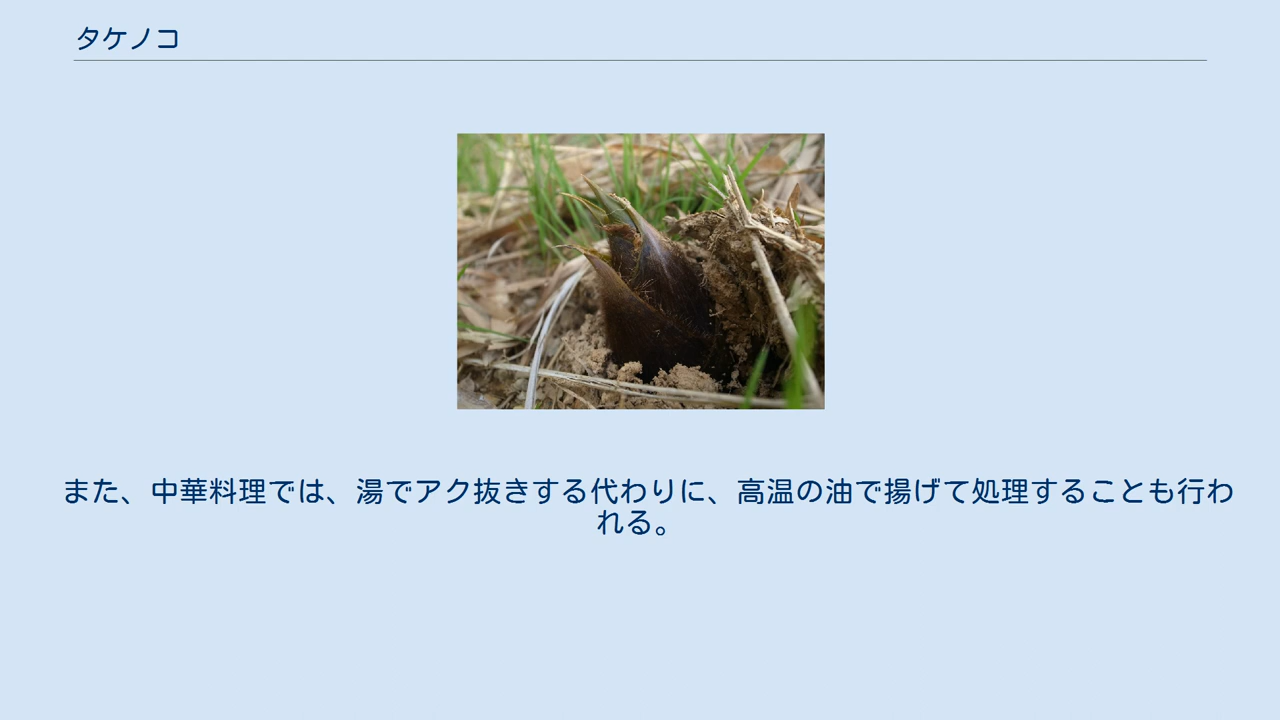 タケノコ
また、中華料理では、湯でアク抜きする代わりに、高温の油で揚げて処理することも行わ
れる。